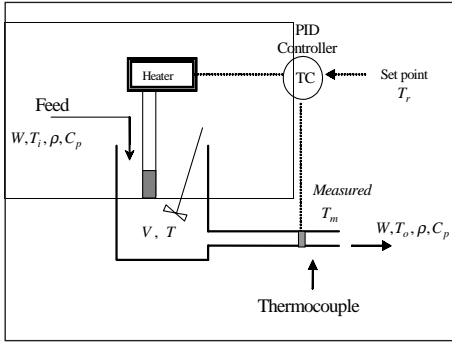 PID
Controller
Heater
TC
Set point
T_r
Feed
W,T_i,ρ,C_p
Measured
T_m
V, T
W,T_o,ρ,C_p
Thermocouple